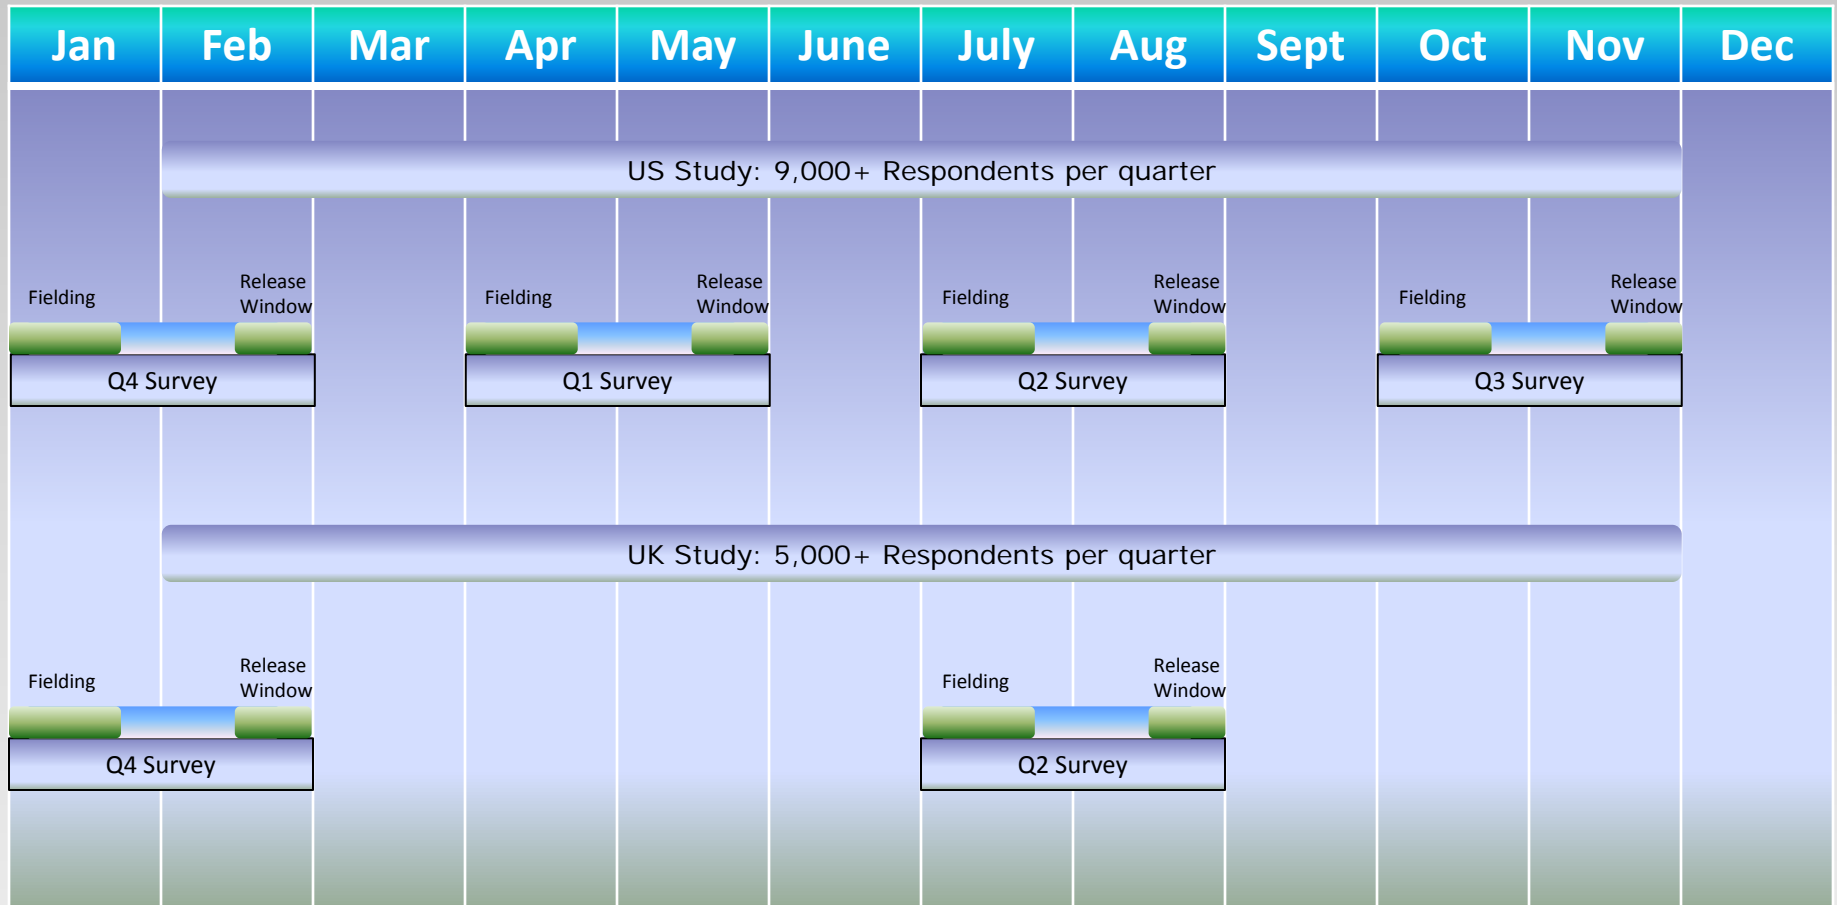 Jan Feb Mar Apr May June July Aug Sept Oct Nov Dec
US Study: 9,000+ Respondents per quarter
Fielding
Release
Window
Fielding
Release
Window
Fielding
Release
Window
Fielding
Release
Window
Q4 Survey
Q1 Survey
Q2 Survey
Q3 Survey
UK Study: 5,000+ Respondents per quarter
Fielding
Release
Window
Fielding
Release
Window
Q4 Survey
Q2 Survey